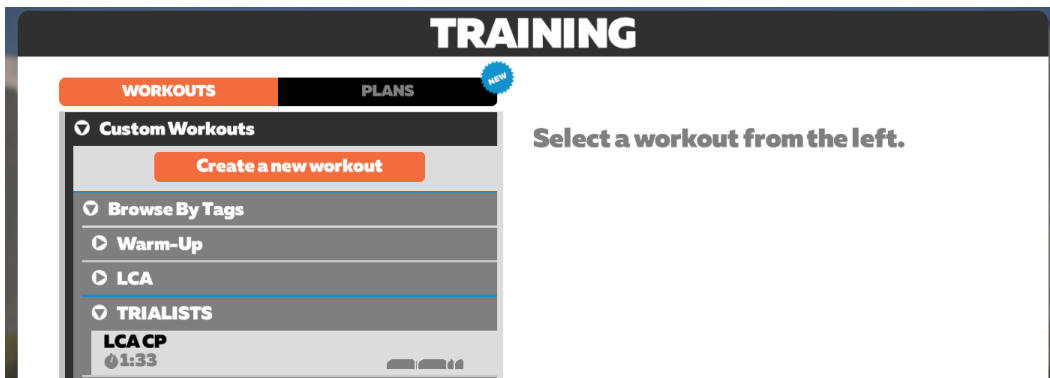 TRAINING
WORKOUTS
PLANS
NEW
Custom Workouts
Create a new workout
Browse By Tags
Warm-Up
LCA
TRIALISTS
LCA CP
1:33
Select a workout from the left.